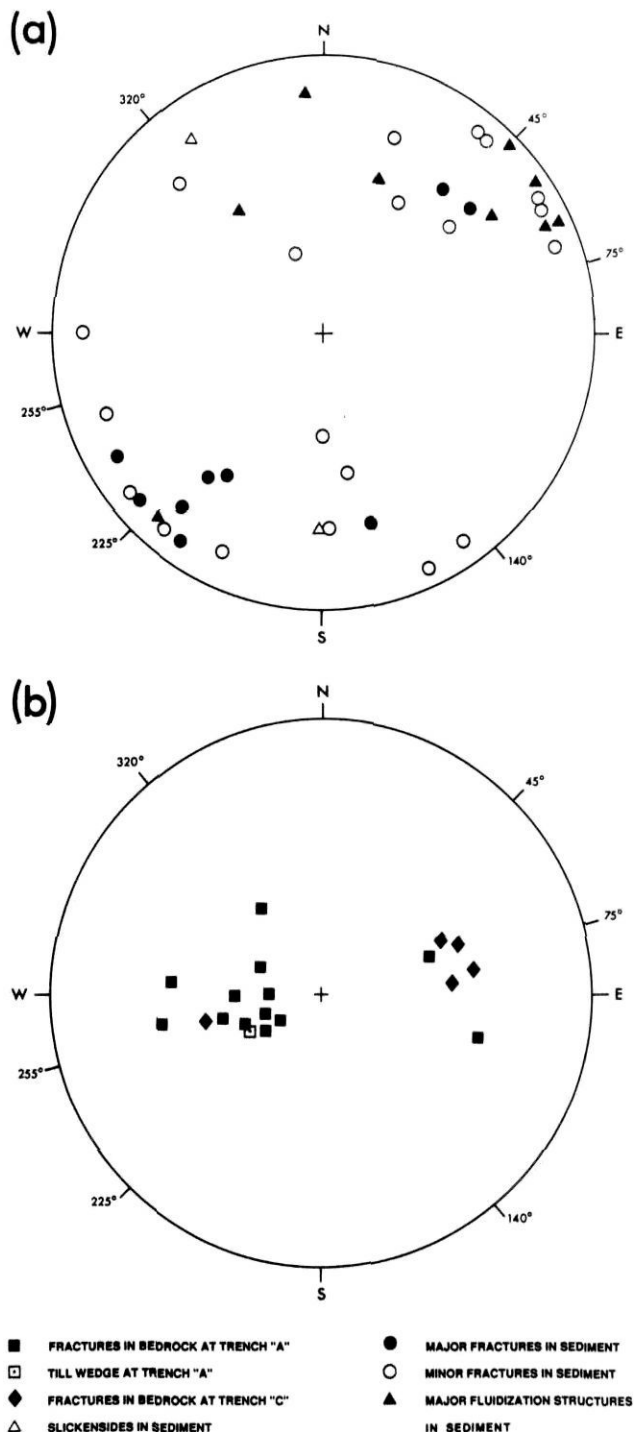 (a)
N
320°
45°
75°
W
E
255°
225°
140°
S
(b)
N
320°
45°
75°
W
E
255°
225°
140°
S
FRACTURES IN BEDROCK AT TRENCH "A"
TILL WEDGE AT TRENCH "A"
FRACTURES IN BEDROCK AT TRENCH "C"
SLICKENSIDES IN SEDIMENT
MAJOR FRACTURES IN SEDIMENT
MINOR FRACTURES IN SEDIMENT
MAJOR FLUIDIZATION STRUCTURES
IN SEDIMENT